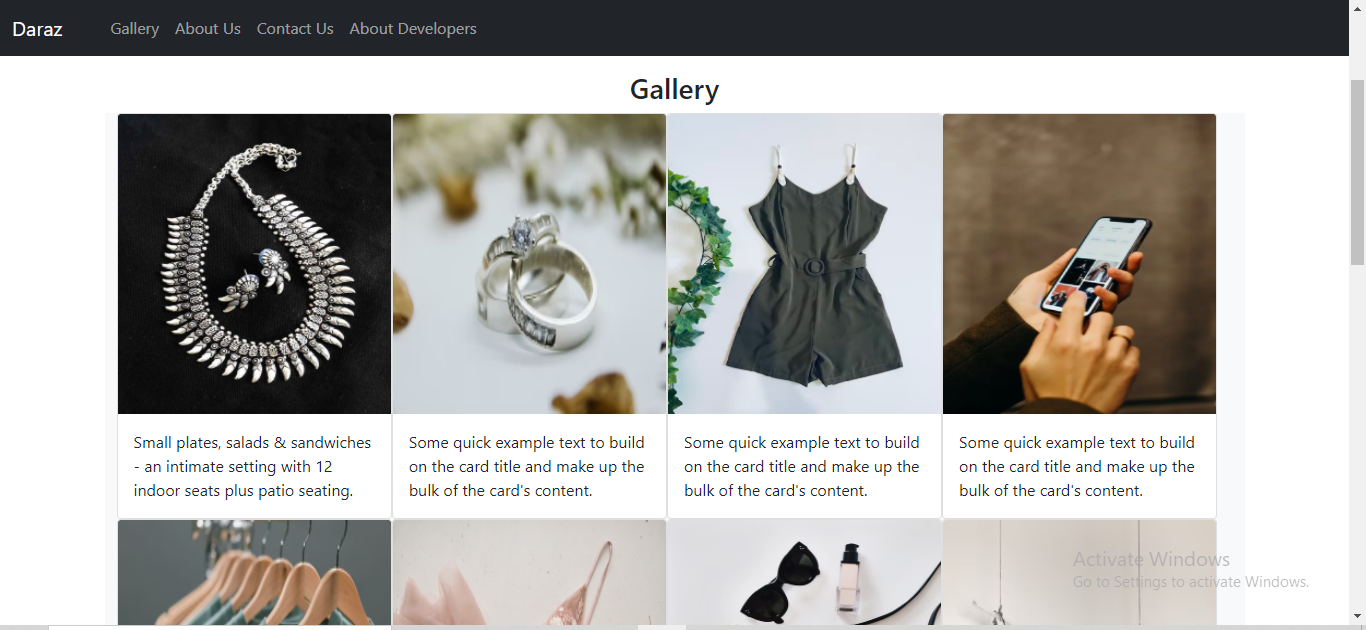 Daraz Gallery About Us Contact Us About Developers
Gallery
Small plates, salads & sandwiches
- an intimate setting with 12
indoor seats plus patio seating.
Some quick example text to build
on the card title and make up the
bulk of the card's content.
Some quick example text to build
on the card title and make up the
bulk of the card's content.
Some quick example text to build
on the card title and make up the
bulk of the card's content.
Activate Windows
Go to Settings to activate Windows.